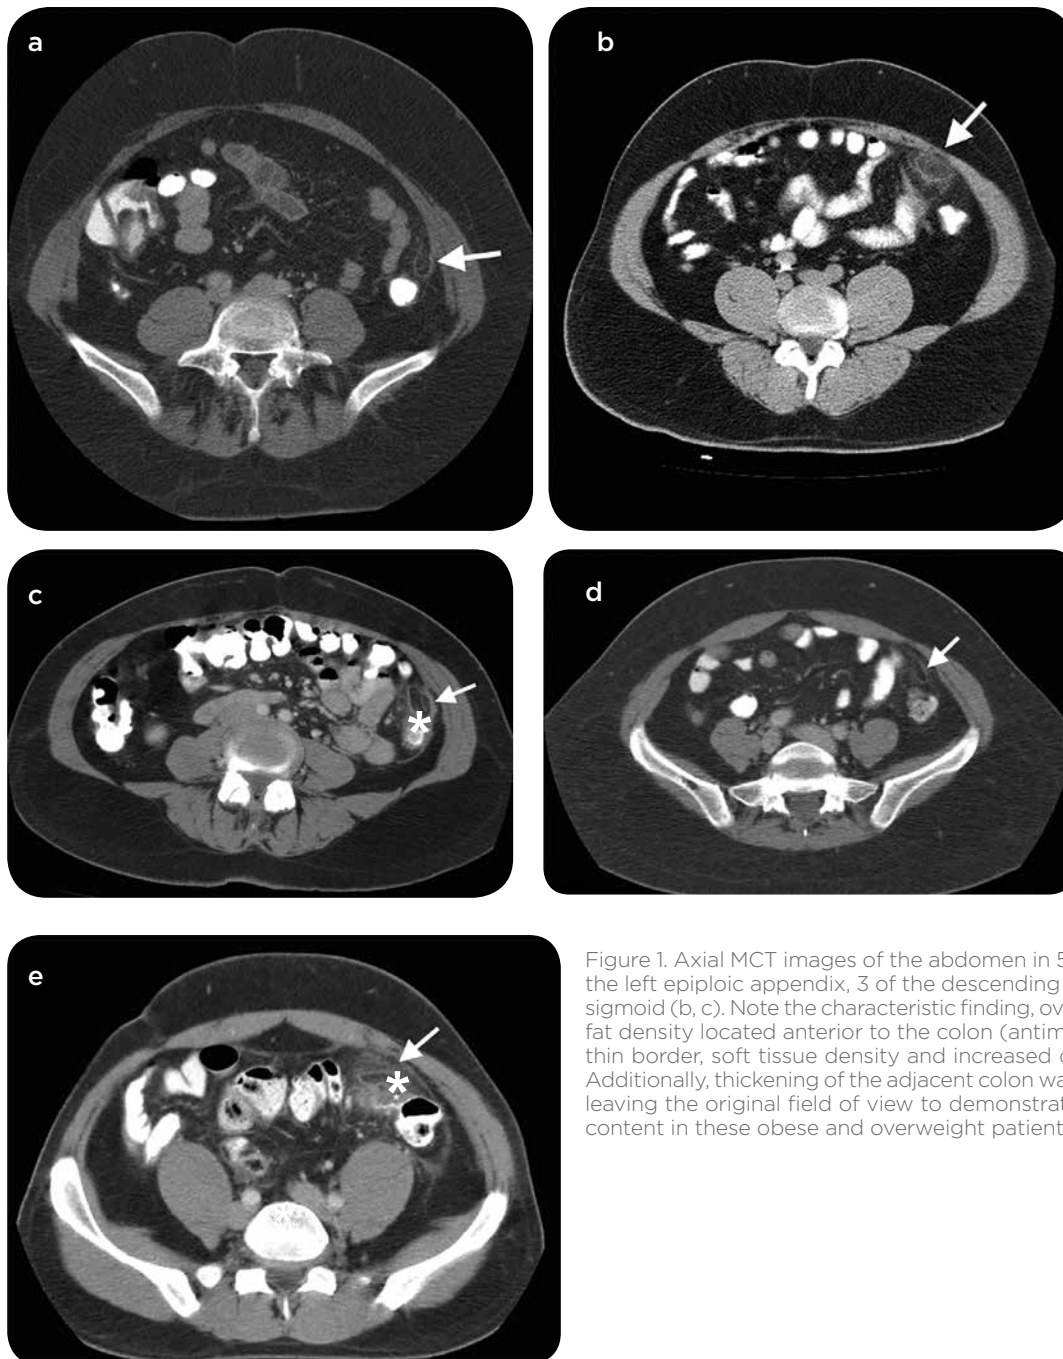 a
b
c
*
d
e
*
Figure 1. Axial MCT images of the abdomen in 5
the left epiploic appendix, 3 of the descending
sigmoid (b, c). Note the characteristic finding, ov
fat density located anterior to the colon (antim
thin border, soft tissue density and increased
Additionally, thickening of the adjacent colon wa
leaving the original field of view to demonstrat
content in these obese and overweight patient